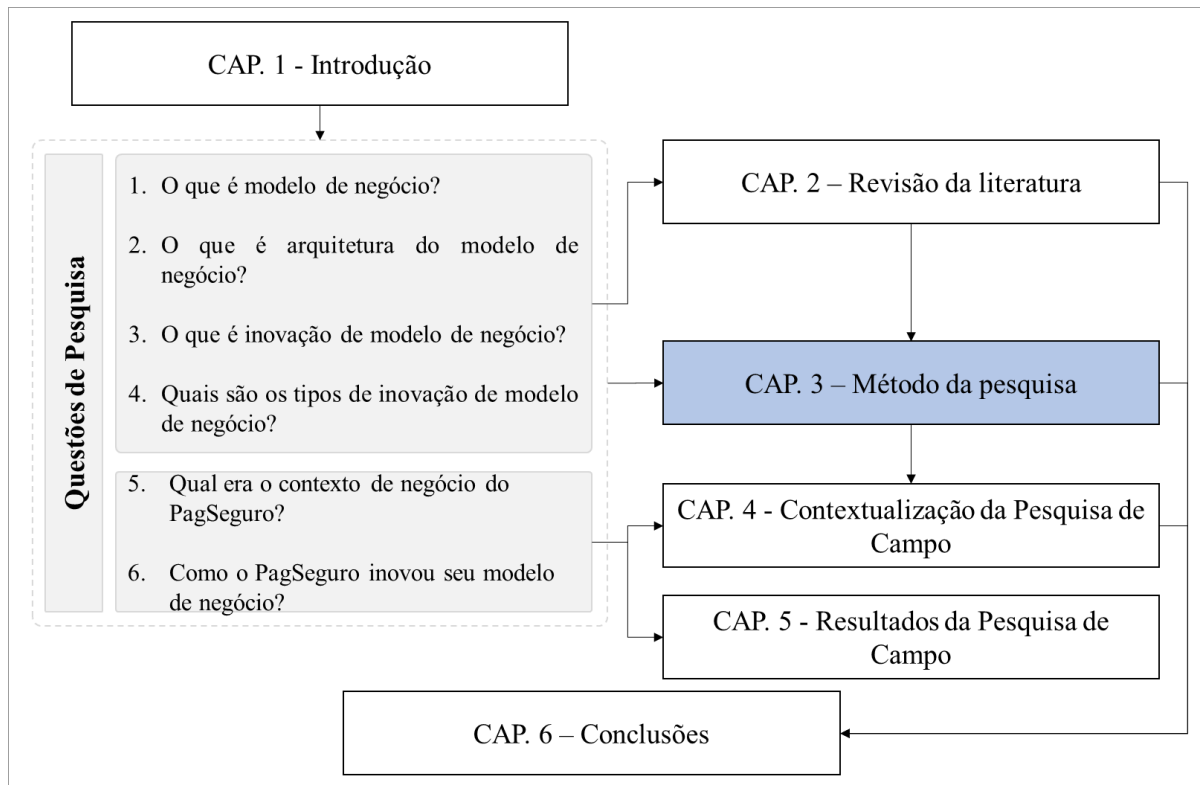 CAP. 1 - Introdução
Questões de Pesquisa
1. O que é modelo de negócio?
2. O que é arquitetura do modelo de
negócio?
3. O que é inovação de modelo de negócio?
4. Quais são os tipos de inovação de modelo
de negócio?
5. Qual era o contexto de negócio do
PagSeguro?
6. Como o PagSeguro inovou seu modelo
de negócio?
CAP. 2 – Revisão da literatura
CAP. 3 – Método da pesquisa
CAP. 4 - Contextualização da Pesquisa de
Campo
CAP. 5 - Resultados da Pesquisa de
Campo
CAP. 6 – Conclusões